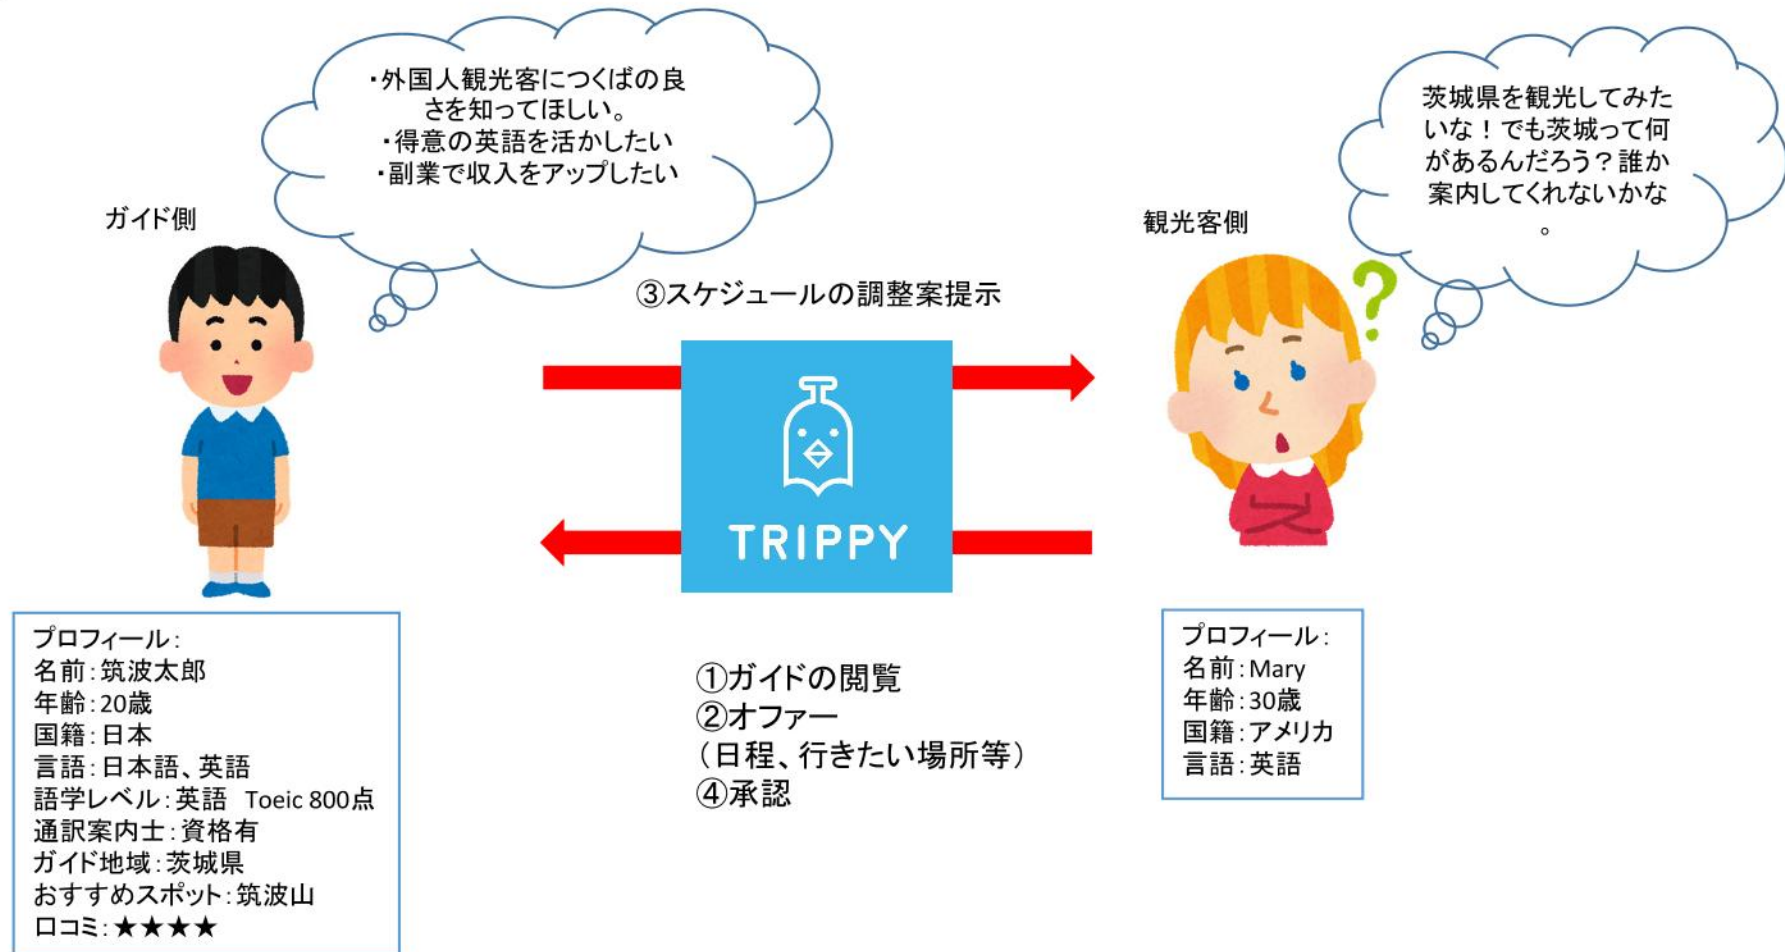 ・外国人観光客につくばの良
さを知ってほしい。
・得意の英語を活かしたい
・副業で収入をアップしたい
茨城県を観光してみた
いな！でも茨城って何
があるんだろう？誰か
案内してくれないかな
。
ガイド側
観光客側
③スケジュールの調整案提示
?
TRIPPY
プロフィール：
名前：筑波太郎
年齢：20歳
国籍：日本
言語：日本語、英語
語学レベル：英語　Toeic 800点
通訳案内士：資格有
ガイド地域：茨城県
おすすめスポット：筑波山
口コミ：★★★★
①ガイドの閲覧
②オファー
（日程、行きたい場所等）
④承認
プロフィール：
名前：Mary
年齢：30歳
国籍：アメリカ
言語：英語